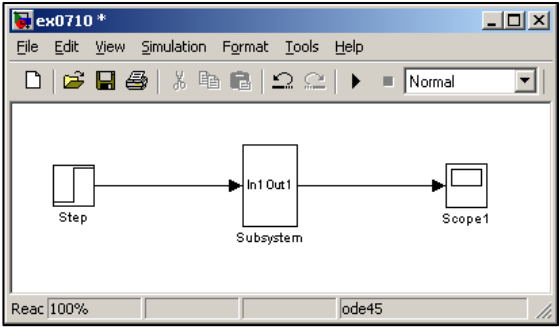 ex0710 *
File Edit View Simulation Format Tools Help
Normal
In1 Out1
Step
Subsystem
Scope1
Reac 100% ode45